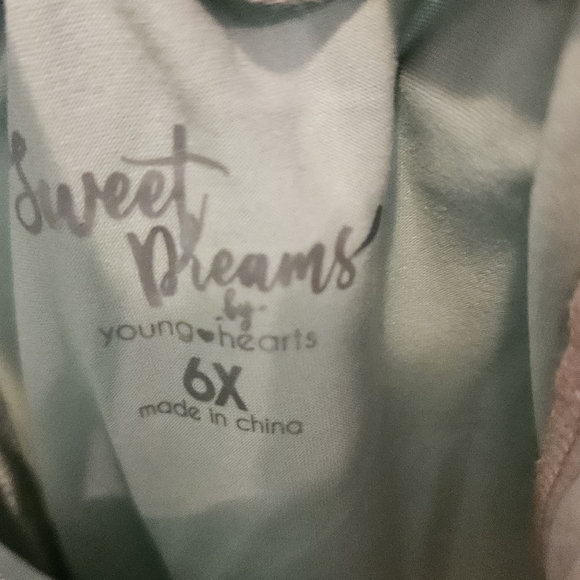 Sweet
Dreams
-by-
young♥hearts
6X
made in china